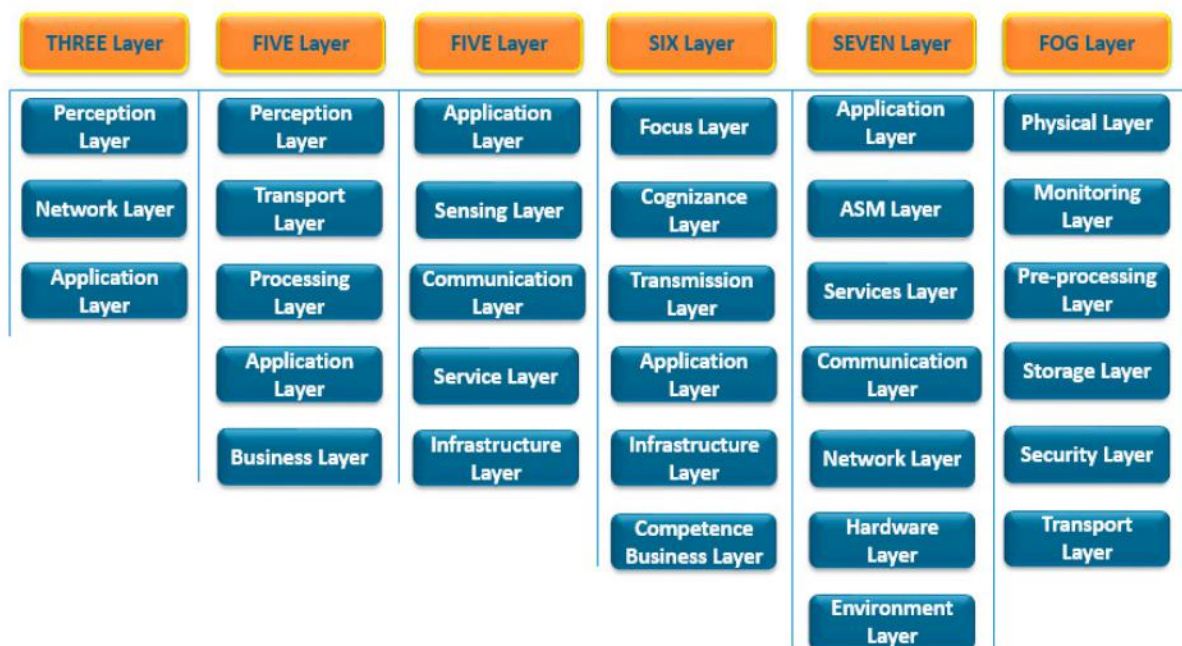 THREE Layer
FIVE Layer
FIVE Layer
SIX Layer
SEVEN Layer
FOG Layer
Perception
Layer
Network Layer
Application
Layer
Perception
Layer
Transport
Layer
Processing
Layer
Application
Layer
Business Layer
Application
Layer
Sensing Layer
Communication
Layer
Service Layer
Infrastructure
Layer
Focus Layer
Cognizance
Layer
Transmission
Layer
Application
Layer
Infrastructure
Layer
Competence
Business Layer
Application
Layer
ASM Layer
Services Layer
Communication
Layer
Network Layer
Hardware
Layer
Environment
Layer
Physical Layer
Monitoring
Layer
Pre-processing
Layer
Storage Layer
Security Layer
Transport
Layer